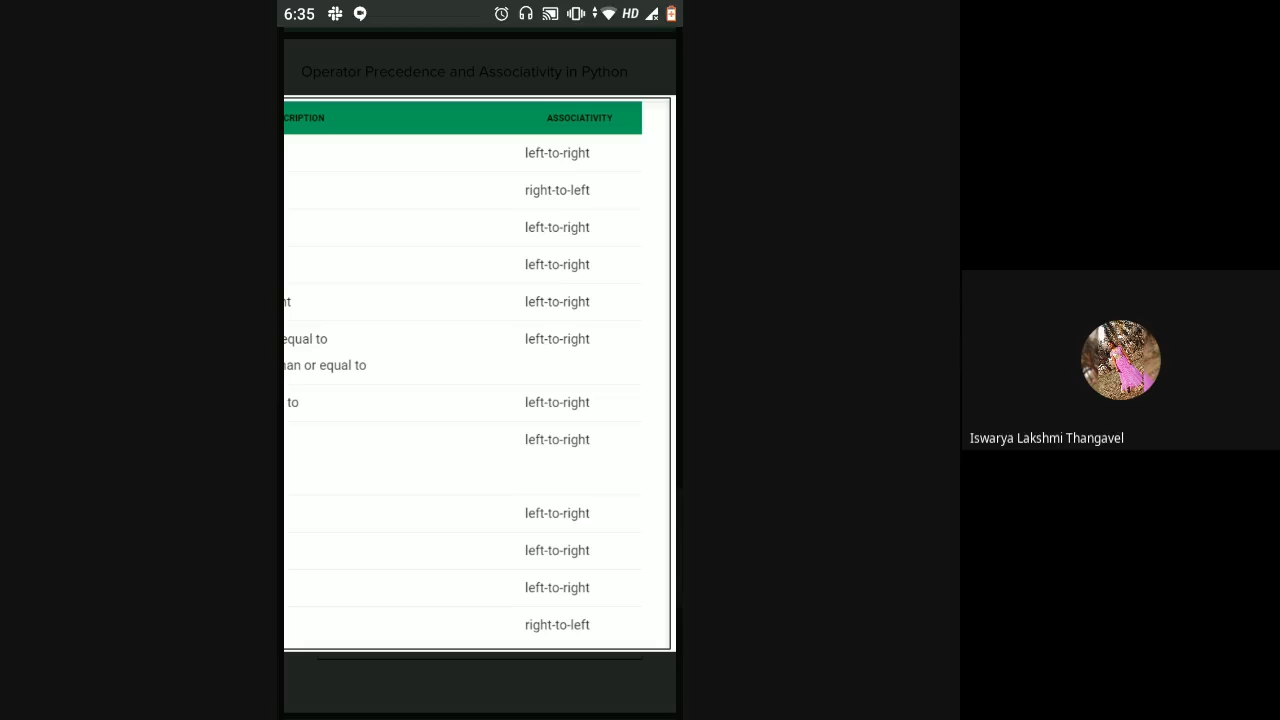 6:35
HD
Operator Precedence and Associativity in Python
CRIPTION ASSOCIATIVITY
left-to-right
right-to-left
left-to-right
left-to-right
nt left-to-right
equal to left-to-right
han or equal to
to left-to-right
left-to-right
left-to-right
left-to-right
left-to-right
right-to-left
Iswarya Lakshmi Thangavel